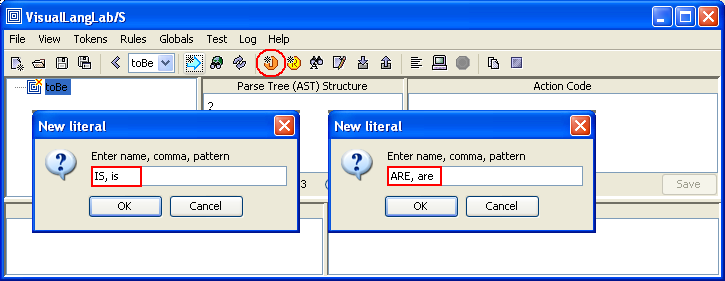 VisualLangLab/S
File View Tokens Rules Globals Test Log Help
toBe
toBe
Parse Tree (AST) Structure
Action Code
?
New literal
Enter name, comma, pattern
IS, is
OK Cancel
New literal
Enter name, comma, pattern
ARE, are
OK Cancel
3
Save